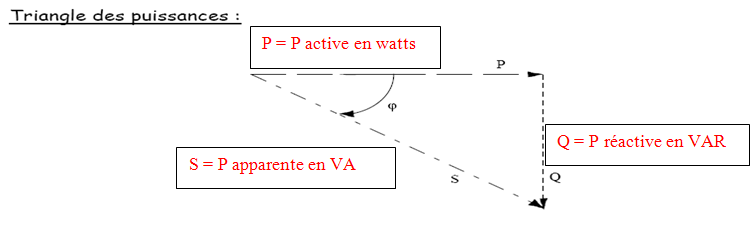 Triangle des puissances :
P = P active en watts
P
φ
Q = P réactive en VAR
S = P apparente en VA
S
Q